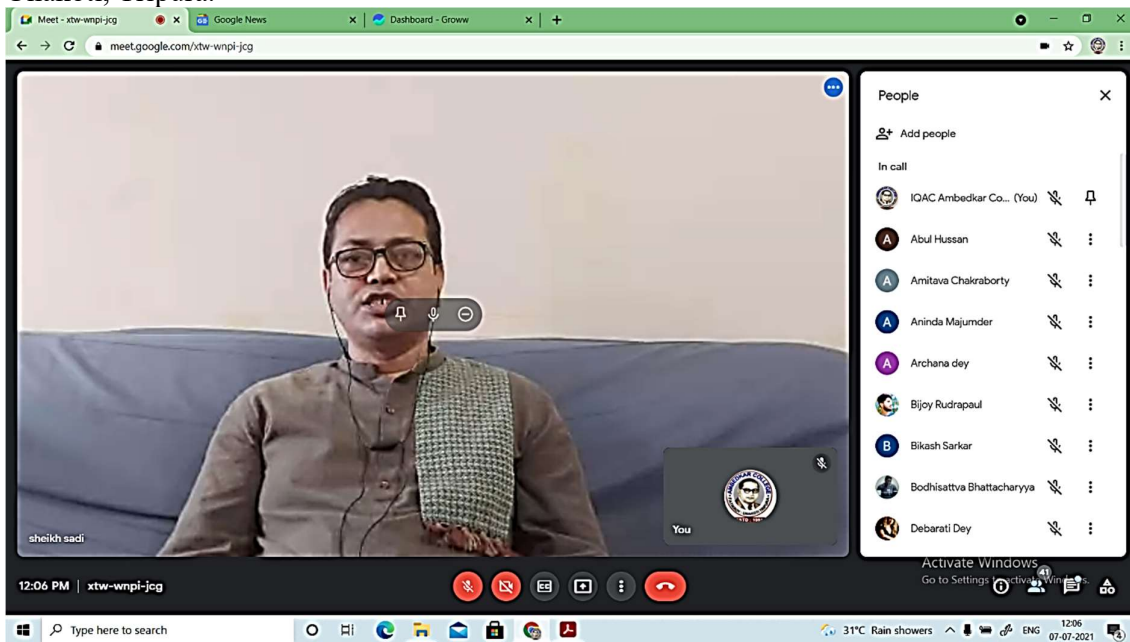 Meet - xtw-wnpi-jcg
Google News
Dashboard - Groww
meet.google.com/xtw-wnpi-jcg
People
Add people
In call
IQAC Ambedkar Co... (You)
A Abul Hussan
A Amitava Chakraborty
A Aninda Majumder
A Archana dey
Bijoy Rudrapaul
B Bikash Sarkar
Bodhisattva Bhattacharyya
Debarati Dey
sheikh sadi
You
Activate Windows
Go to Settings
41
12:06 PM | xtw-wnpi-jcg
CC
Type here to search
31°C Rain showers
ENG
12:06
07-07-2021
4